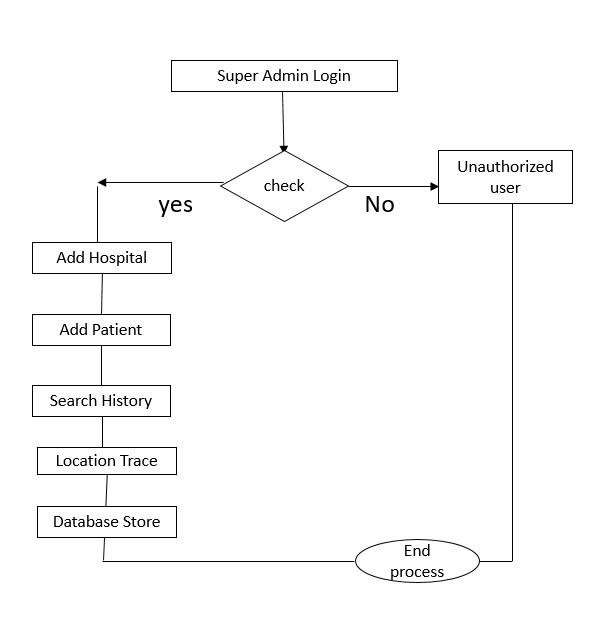 Super Admin Login
check
Unauthorized
user
yes
No
Add Hospital
Add Patient
Search History
Location Trace
Database Store
End
process